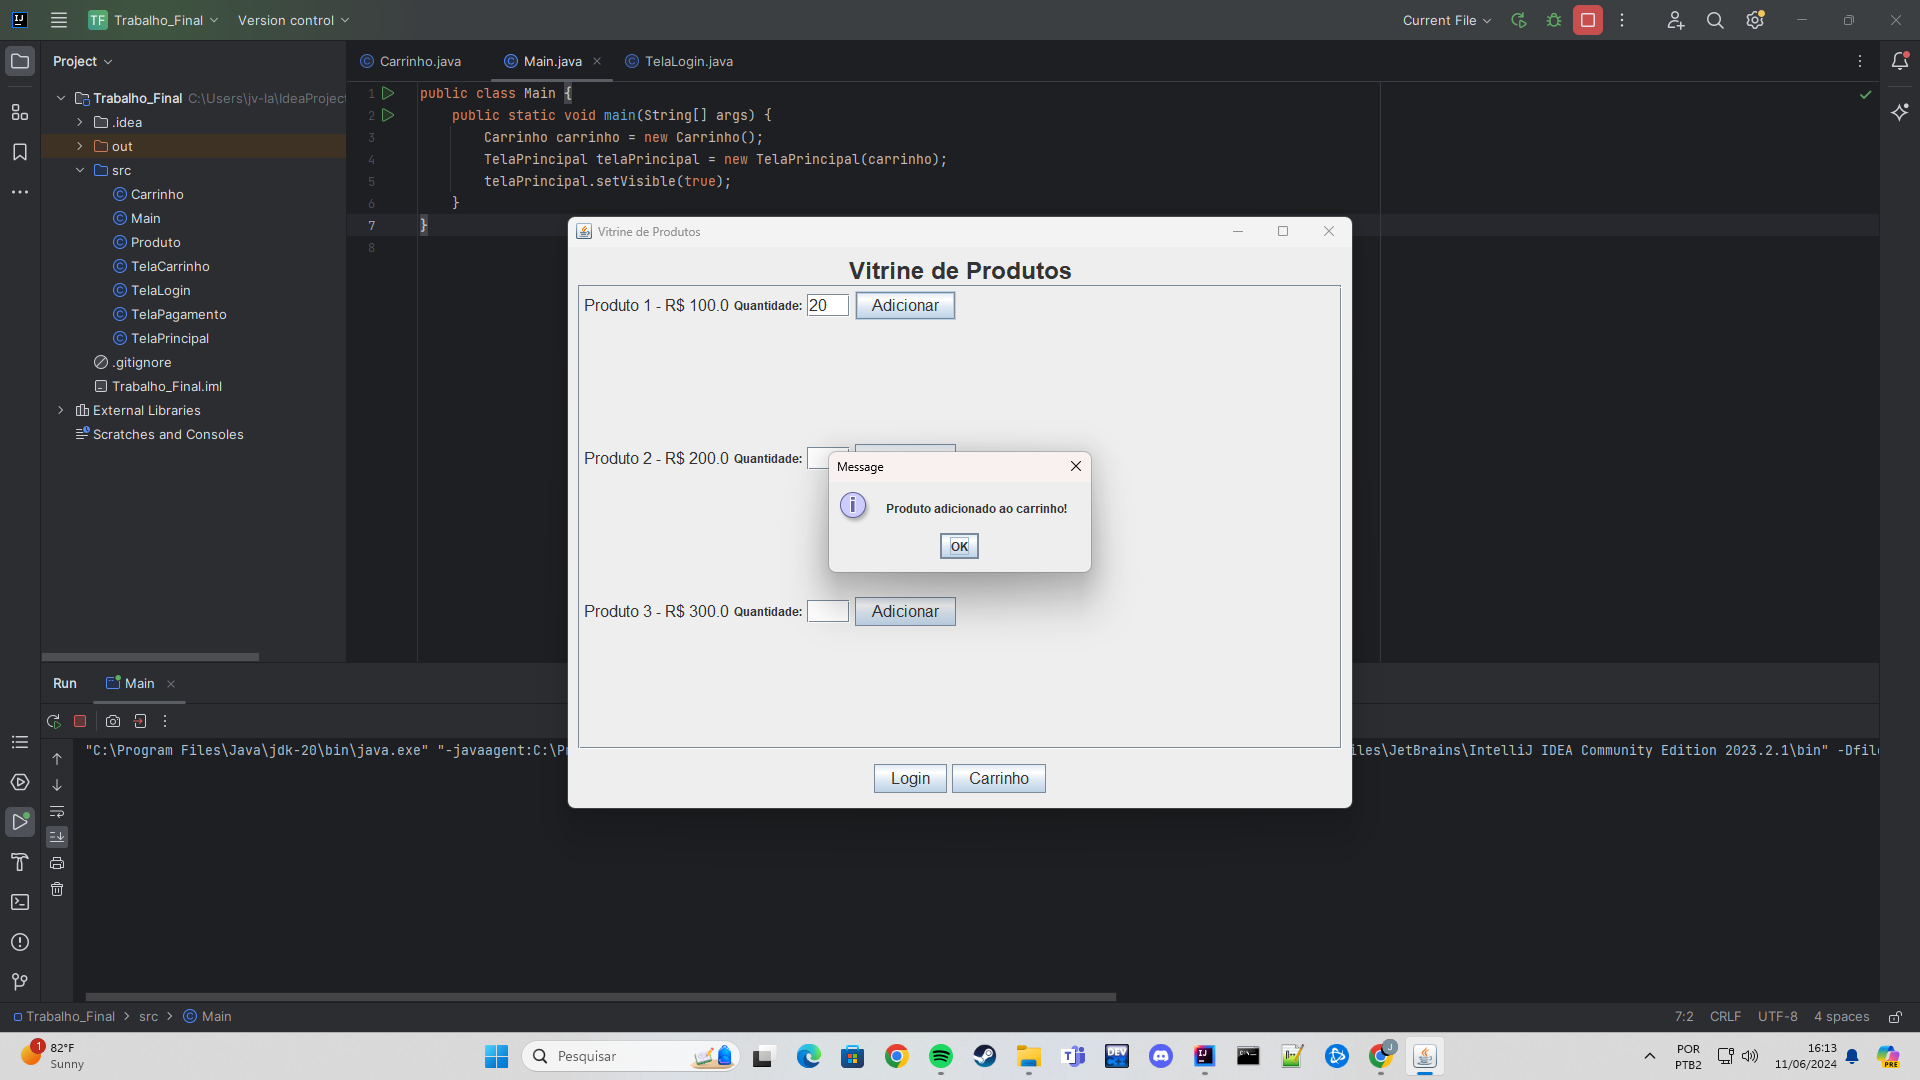 TF Trabalho_Final Version control Current File
Project
Carrinho.java Main.java TelaLogin.java
Trabalho_Final C:\Users\jv-la\IdeaProject
.idea
out
src
Carrinho
Main
Produto
TelaCarrinho
TelaLogin
TelaPagamento
TelaPrincipal
.gitignore
Trabalho_Final.iml
External Libraries
Scratches and Consoles
1 public class Main {
2 public static void main(String[] args) {
3 Carrinho carrinho = new Carrinho();
4 TelaPrincipal telaPrincipal = new TelaPrincipal(carrinho);
5 telaPrincipal.setVisible(true);
6 }
7 }
8
Vitrine de Produtos
Vitrine de Produtos
Produto 1 - R$ 100.0 Quantidade: 20 Adicionar
Produto 2 - R$ 200.0 Quantidade:
Message
Produto adicionado ao carrinho!
OK
Produto 3 - R$ 300.0 Quantidade: Adicionar
Login Carrinho
Run Main
"C:\Program Files\Java\jdk-20\bin\java.exe" "-javaagent:C:\P
iles\JetBrains\IntelliJ IDEA Community Edition 2023.2.1\bin" -Dfile
Trabalho_Final > src > Main
7:2 CRLF UTF-8 4 spaces
1 82°F
Sunny
Pesquisar
POR
PTB2
16:13
11/06/2024